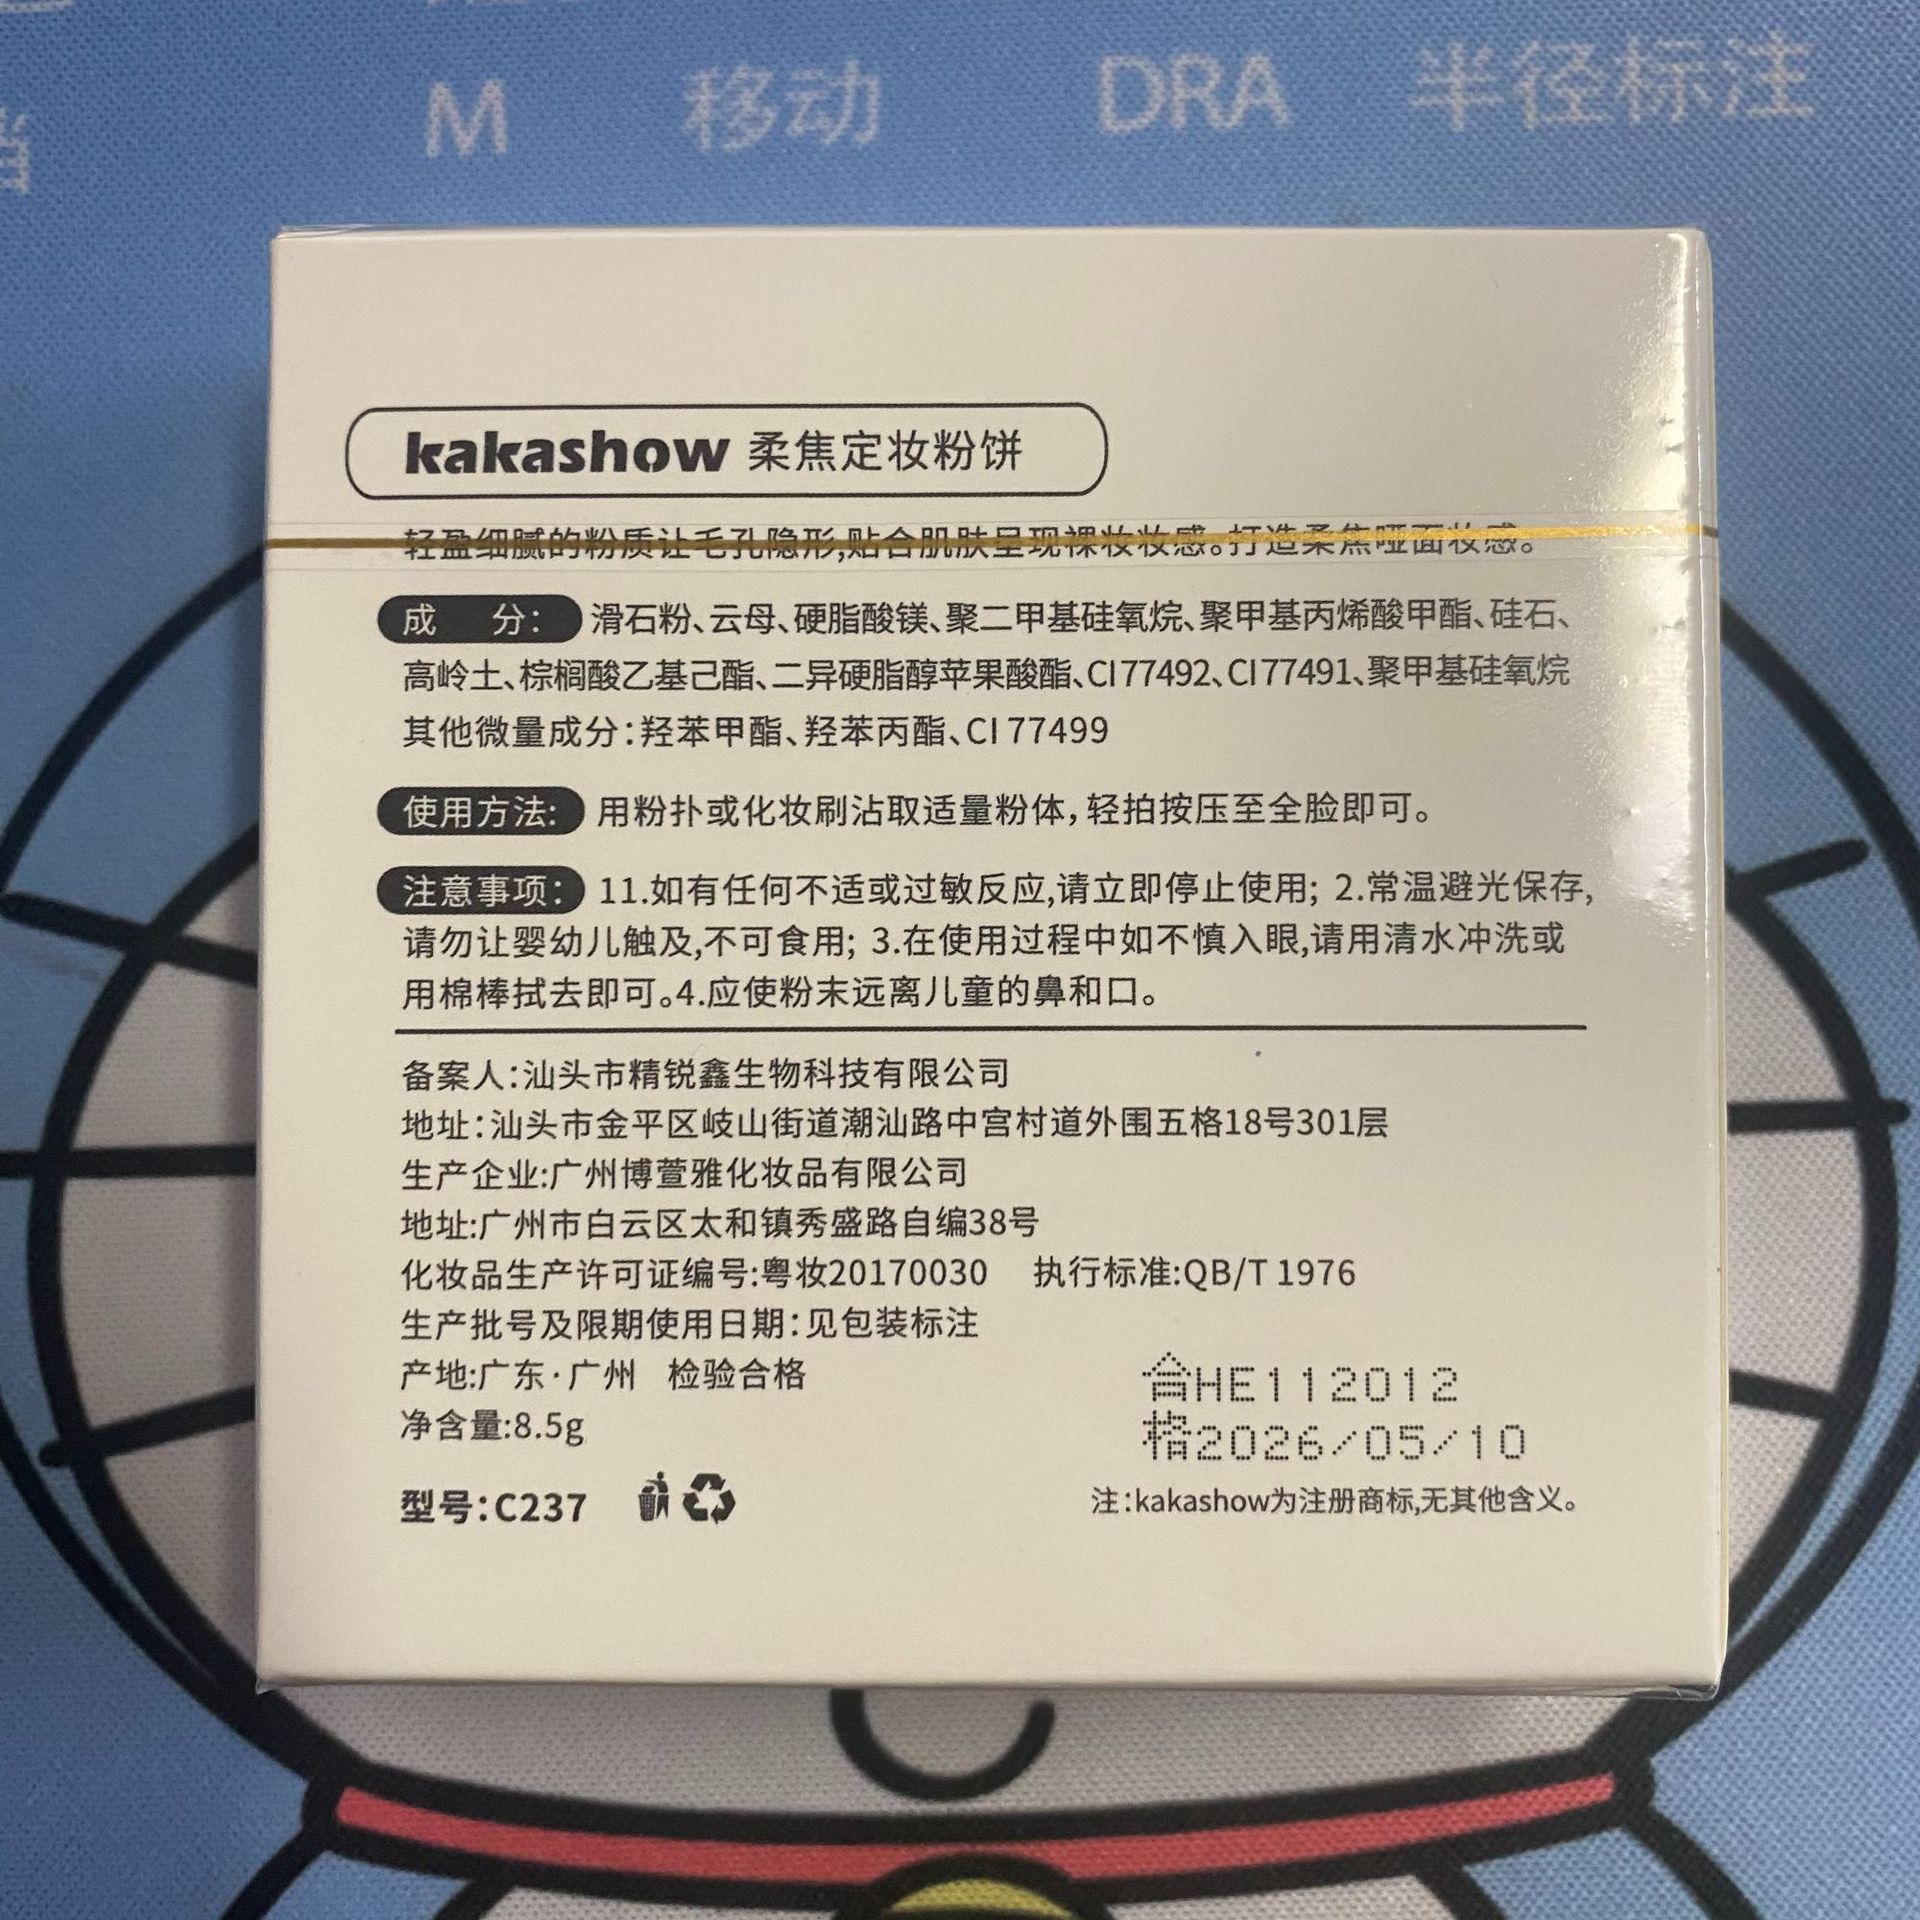 M 移动 DRA 半径标注
kakashow 柔焦定妆粉饼
轻盈细腻的粉质让毛孔隐形,贴合肌肤呈现裸妆妆感。打造柔焦哑面妆感。
成 分： 滑石粉、云母、硬脂酸镁、聚二甲基硅氧烷、聚甲基丙烯酸甲酯、硅石、
高岭土、棕榈酸乙基己酯、二异硬脂醇苹果酸酯、CI 77492、CI 77491、聚甲基硅氧烷
其他微量成分：羟苯甲酯、羟苯丙酯、CI 77499
使用方法: 用粉扑或化妆刷沾取适量粉体，轻拍按压至全脸即可。
注意事项： 11.如有任何不适或过敏反应,请立即停止使用; 2.常温避光保存,
请勿让婴幼儿触及,不可食用; 3.在使用过程中如不慎入眼,请用清水冲洗或
用棉棒拭去即可。4.应使粉末远离儿童的鼻和口。
备案人：汕头市精锐鑫生物科技有限公司
地址：汕头市金平区岐山街道潮汕路中宫村道外围五格18号301层
生产企业:广州博萱雅化妆品有限公司
地址:广州市白云区太和镇秀盛路自编38号
化妆品生产许可证编号:粤妆20170030 执行标准:QB/T 1976
生产批号及限期使用日期：见包装标注
产地:广东·广州 检验合格
净含量:8.5g
合HE112012
格2026/05/10
型号：C237
注：kakashow为注册商标,无其他含义。